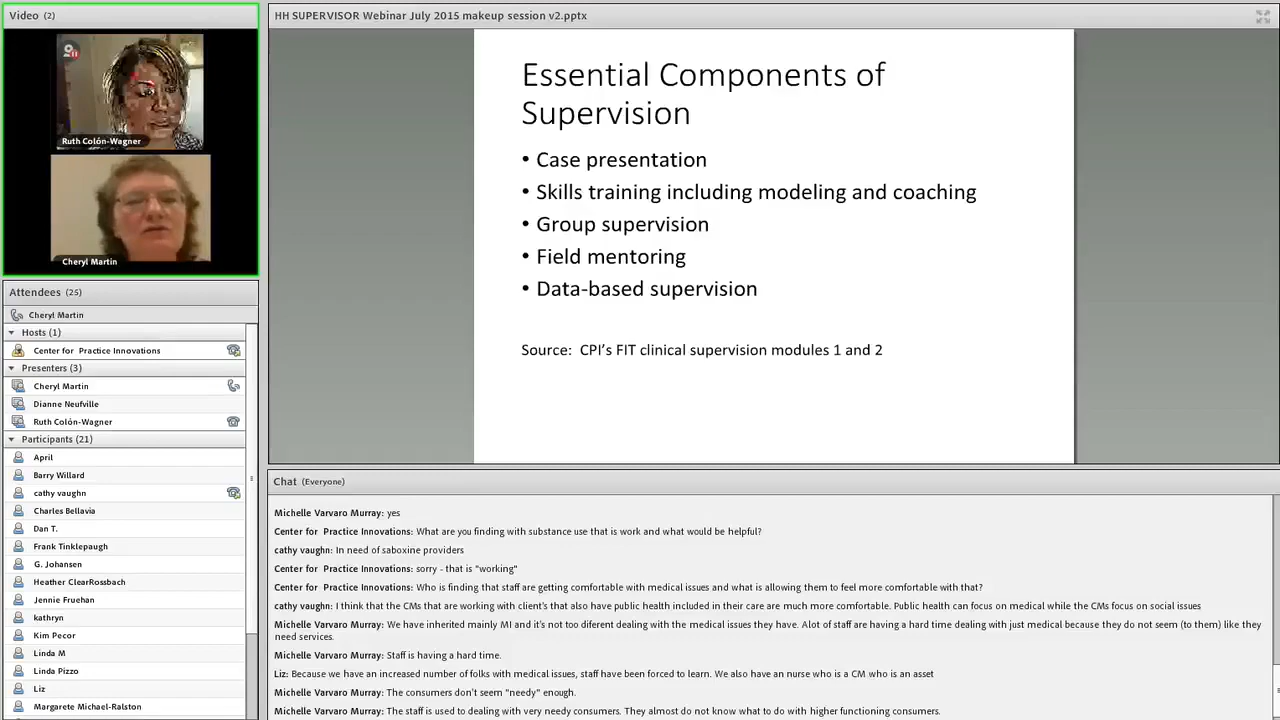 Video (2)
Ruth Colón-Wagner
Cheryl Martin
Attendees (25)
Cheryl Martin
Hosts (1)
Center for Practice Innovations
Presenters (3)
Cheryl Martin
Dianne Neufville
Ruth Colón-Wagner
Participants (21)
April
Barry Willard
cathy vaughn
Charles Bellavia
Dan T.
Frank Tinklepaugh
G. Johansen
Heather ClearRossbach
Jennie Fruehan
kathryn
Kim Pecor
Linda M
Linda Pizzo
Liz
Margarete Michael-Ralston
HH SUPERVISOR Webinar July 2015 makeup session v2.pptx
Essential Components of
Supervision
• Case presentation
• Skills training including modeling and coaching
• Group supervision
• Field mentoring
• Data-based supervision
Source: CPI's FIT clinical supervision modules 1 and 2
Chat (Everyone)
Michelle Varvaro Murray: yes
Center for Practice Innovations: What are you finding with substance use that is work and what would be helpful?
cathy vaughn: In need of saboxine providers
Center for Practice Innovations: sorry - that is "working"
Center for Practice Innovations: Who is finding that staff are getting comfortable with medical issues and what is allowing them to feel more comfortable with that?
cathy vaughn: I think that the CMs that are working with client's that also have public health included in their care are much more comfortable. Public health can focus on medical while the CMs focus on social issues
Michelle Varvaro Murray: We have inherited mainly MI and it's not too diferent dealing with the medical issues they have. Alot of staff are having a hard time dealing with just medical because they do not seem (to them) like they
need services.
Michelle Varvaro Murray: Staff is having a hard time.
Liz: Because we have an increased number of folks with medical issues, staff have been forced to learn. We also have an nurse who is a CM who is an asset
Michelle Varvaro Murray: The consumers don't seem "needy" enough.
Michelle Varvaro Murray: The staff is used to dealing with very needy consumers. They almost do not know what to do with higher functioning consumers.